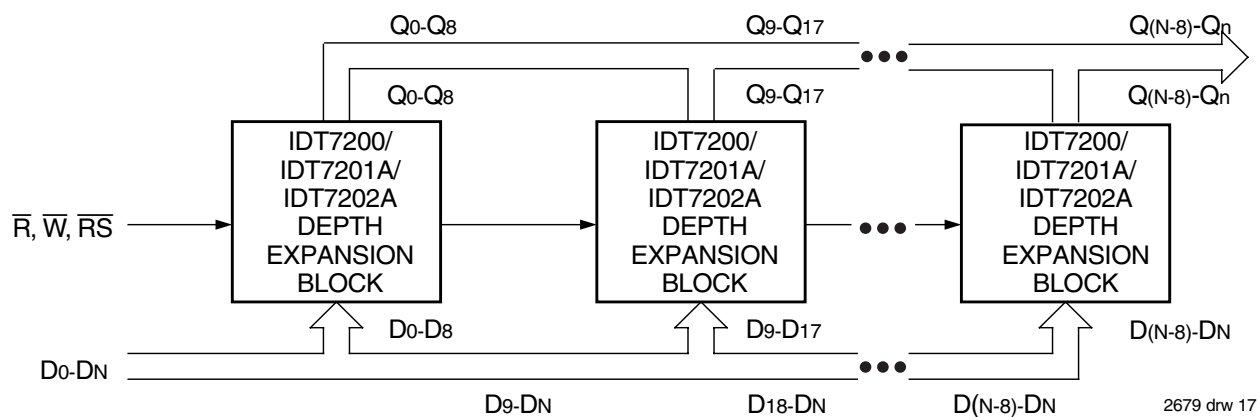 Q0-Q8
Q9-Q17
Q(N-8)-Qn
Q0-Q8
Q9-Q17
Q(N-8)-Qn
IDT7200/
IDT7201A/
IDT7202A
DEPTH
EXPANSION
BLOCK
IDT7200/
IDT7201A/
IDT7202A
DEPTH
EXPANSION
BLOCK
IDT7200/
IDT7201A/
IDT7202A
DEPTH
EXPANSION
BLOCK
R̅, W̅, R̅S̅
D0-D8
D9-D17
D(N-8)-DN
D0-DN
D9-DN
D18-DN
D(N-8)-DN
2679 drw 17